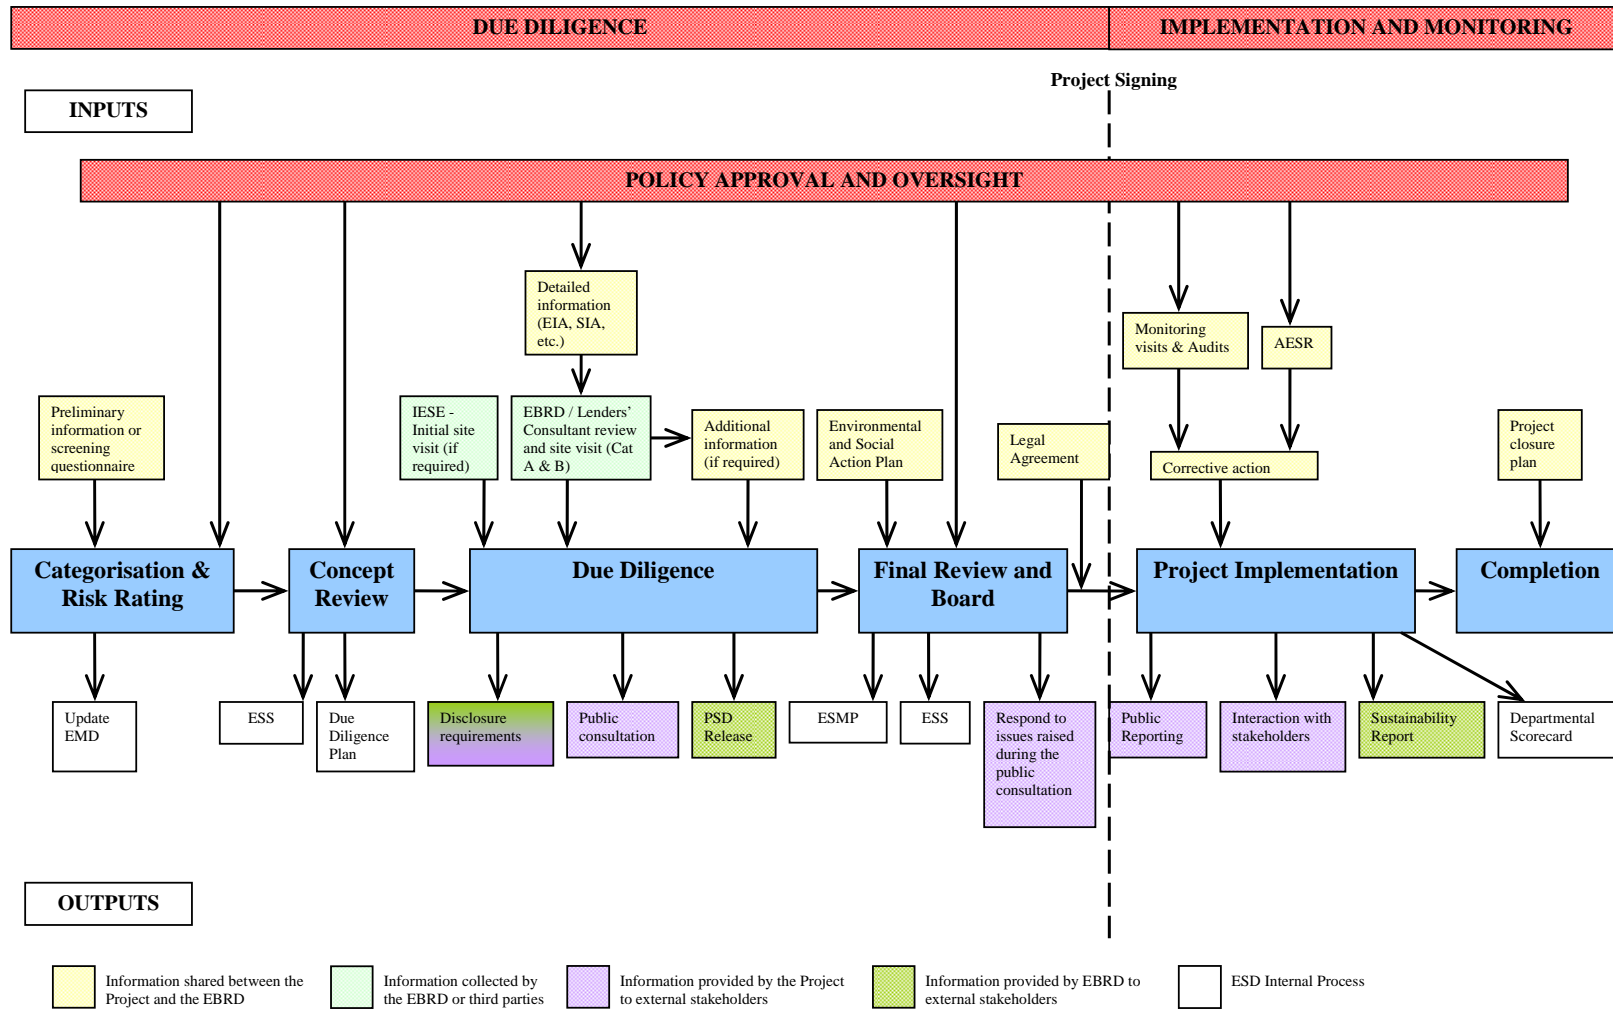 DUE DILIGENCE
IMPLEMENTATION AND MONITORING
Project Signing
INPUTS
POLICY APPROVAL AND OVERSIGHT
Detailed
information
(EIA, SIA,
etc.)
Monitoring
visits & Audits
AESR
Preliminary
information or
screening
questionnaire
IESE -
Initial site
visit (if
required)
EBRD / Lenders’
Consultant review
and site visit (Cat
A & B)
Additional
information
(if required)
Environmental
and Social
Action Plan
Legal
Agreement
Corrective action
Project
closure
plan
Categorisation &
Risk Rating
Concept
Review
Due Diligence
Final Review and
Board
Project Implementation
Completion
Update
EMD
ESS
Due
Diligence
Plan
Disclosure
requirements
Public
consultation
PSD
Release
ESMP
ESS
Respond to
issues raised
during the
public
consultation
Public
Reporting
Interaction with
stakeholders
Sustainability
Report
Departmental
Scorecard
OUTPUTS
Information shared between the
Project and the EBRD
Information collected by
the EBRD or third parties
Information provided by the Project
to external stakeholders
Information provided by EBRD to
external stakeholders
ESD Internal Process